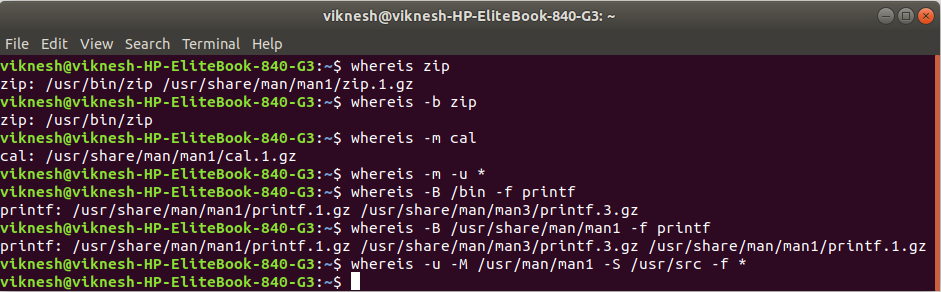 viknesh@viknesh-HP-EliteBook-840-G3: ~
File Edit View Search Terminal Help
viknesh@viknesh-HP-EliteBook-840-G3:~$ whereis zip
zip: /usr/bin/zip /usr/share/man/man1/zip.1.gz
viknesh@viknesh-HP-EliteBook-840-G3:~$ whereis -b zip
zip: /usr/bin/zip
viknesh@viknesh-HP-EliteBook-840-G3:~$ whereis -m cal
cal: /usr/share/man/man1/cal.1.gz
viknesh@viknesh-HP-EliteBook-840-G3:~$ whereis -m -u *
viknesh@viknesh-HP-EliteBook-840-G3:~$ whereis -B /bin -f printf
printf: /usr/share/man/man1/printf.1.gz /usr/share/man/man3/printf.3.gz
viknesh@viknesh-HP-EliteBook-840-G3:~$ whereis -B /usr/share/man/man1 -f printf
printf: /usr/share/man/man1/printf.1.gz /usr/share/man/man3/printf.3.gz /usr/share/man/man1/printf.1.gz
viknesh@viknesh-HP-EliteBook-840-G3:~$ whereis -u -M /usr/man/man1 -S /usr/src -f *
viknesh@viknesh-HP-EliteBook-840-G3:~$